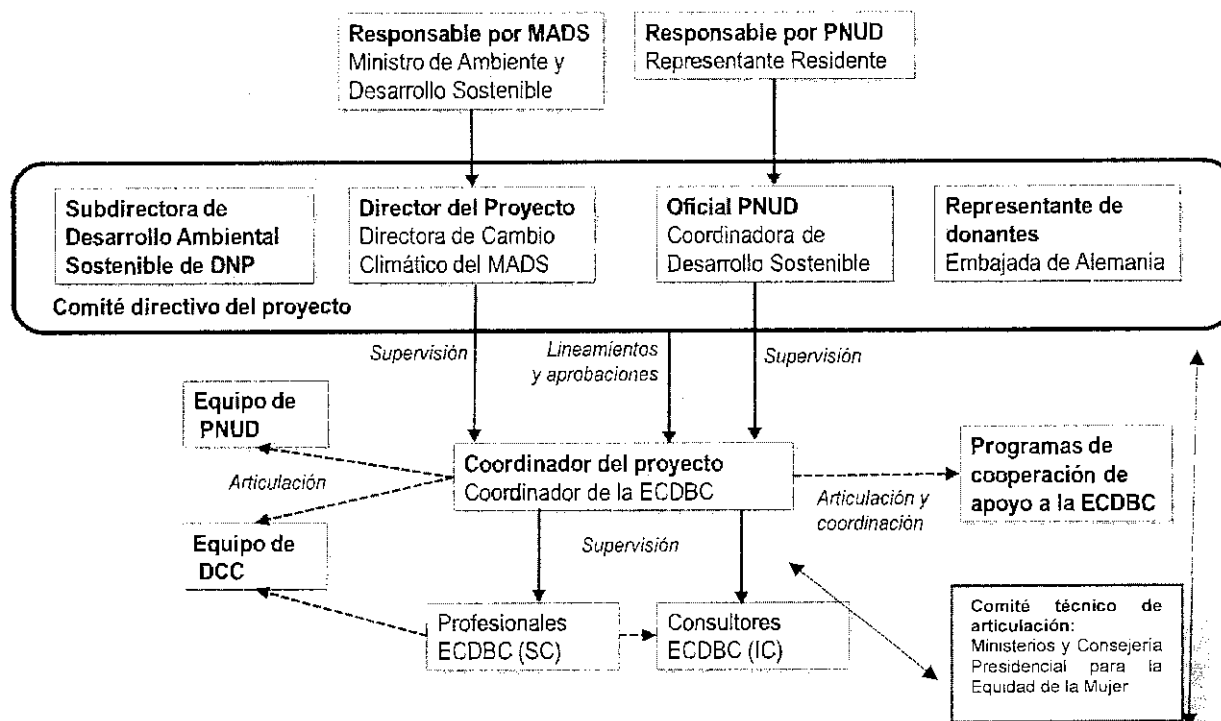 Responsable por MADS
Ministro de Ambiente y
Desarrollo Sostenible
Responsable por PNUD
Representante Residente
Subdirectora de
Desarrollo Ambiental
Sostenible de DNP
Director del Proyecto
Directora de Cambio
Climático del MADS
Oficial PNUD
Coordinadora de
Desarrollo Sostenible
Representante de
donantes
Embajada de Alemania
Comité directivo del proyecto
Supervisión
Lineamientos
y aprobaciones
Supervisión
Equipo de
PNUD
Articulación
Coordinador del proyecto
Coordinador de la ECDBC
Articulación y
coordinación
Programas de
cooperación de
apoyo a la ECDBC
Equipo de
DCC
Supervisión
Profesionales
ECDBC (SC)
Consultores
ECDBC (IC)
Comité técnico de
articulación:
Ministerios y Consejería
Presidencial para la
Equidad de la Mujer